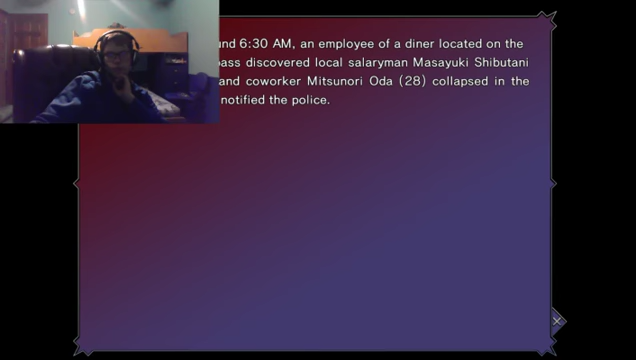 und 6:30 AM, an employee of a diner located on the
pass discovered local salaryman Masayuki Shibutani
and coworker Mitsunori Oda (28) collapsed in the
notified the police.